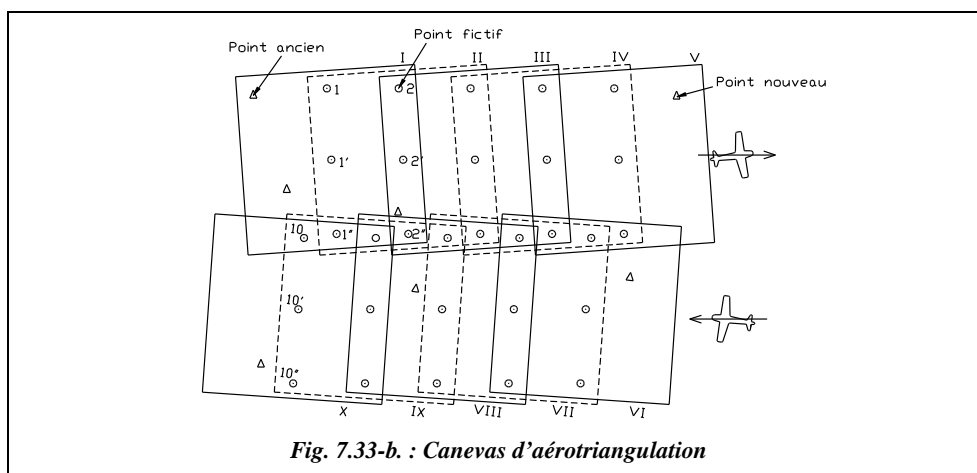 Point ancien
Point fictif
I II III IV V
1 2
Point nouveau
1' 2'
10 1" 2"
10'
10"
X IX VIII VII VI
Fig. 7.33-b. : Canevas d'aérotriangulation